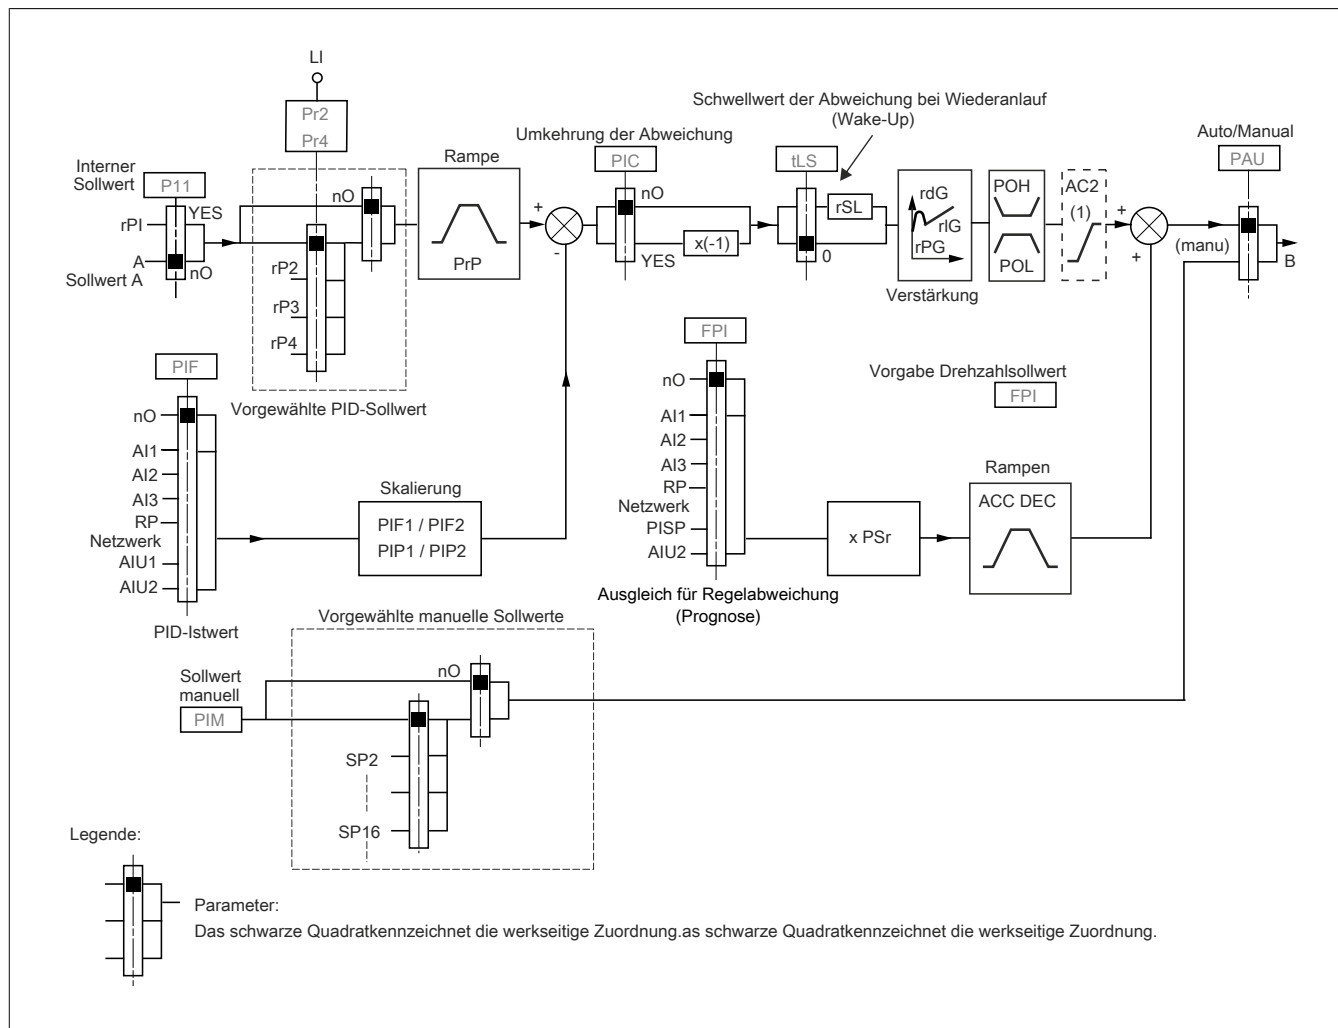 LI
Pr2
Pr4
Schwellwert der Abweichung bei Wiederanlauf
(Wake-Up)
Umkehrung der Abweichung
Auto/Manual
Interner
Sollwert
P11
Rampe
PIC
tLS
PAU
YES
rPI
A
nO
Sollwert A
nO
rP2
rP3
rP4
PrP
+
-
nO
x(-1)
YES
rSL
0
rdG
rIG
rPG
Verstärkung
POH
POL
AC2
(1)
+
+
(manu)
B
Vorgewählte PID-Sollwert
PIF
nO
AI1
AI2
AI3
RP
Netzwerk
AIU1
AIU2
PID-Istwert
Skalierung
PIF1 / PIF2
PIP1 / PIP2
FPI
nO
AI1
AI2
AI3
RP
Netzwerk
PISP
AIU2
Ausgleich für Regelabweichung
(Prognose)
x PSr
Vorgabe Drehzahlsollwert
FPI
Rampen
ACC DEC
Vorgewählte manuelle Sollwerte
Sollwert
manuell
PIM
nO
SP2
SP16
Legende:
Parameter:
Das schwarze Quadratkennzeichnet die werkseitige Zuordnung.as schwarze Quadratkennzeichnet die werkseitige Zuordnung.